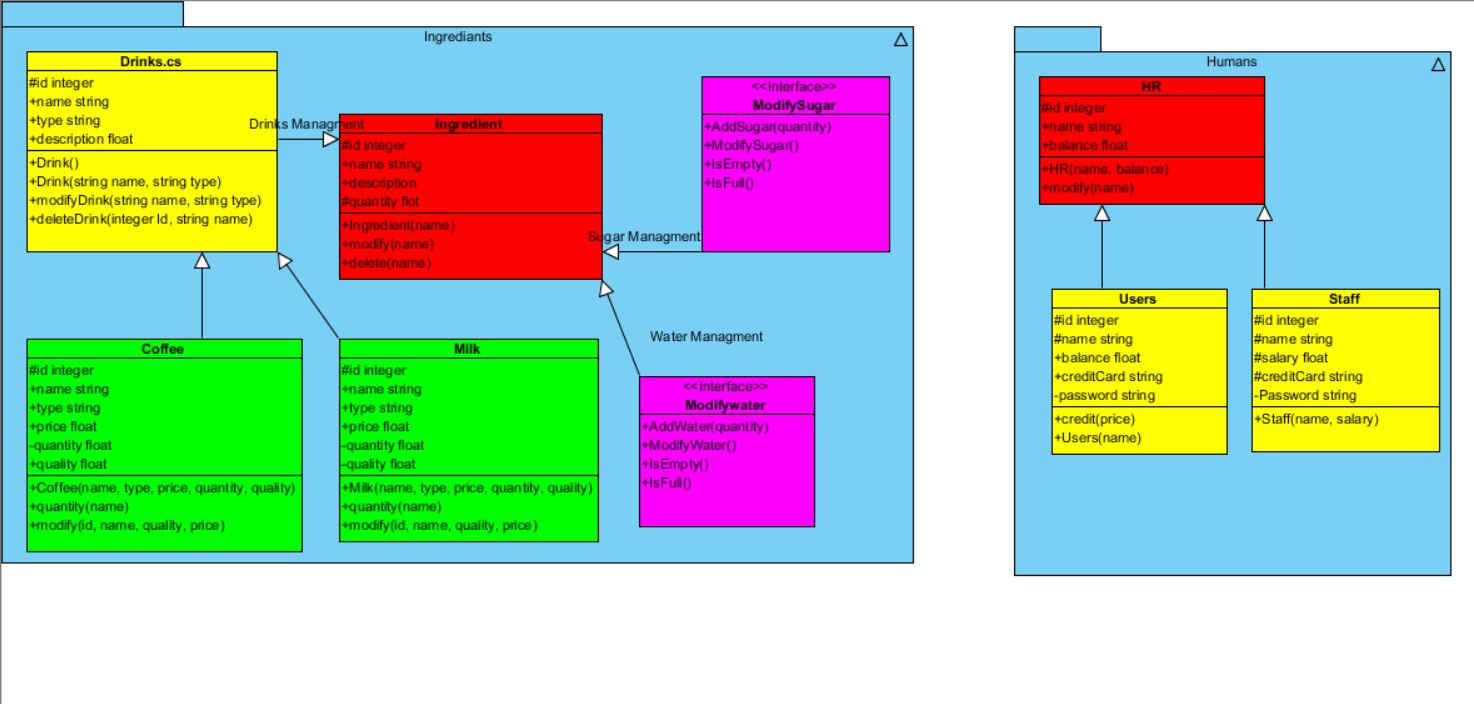 Ingrediants
Drinks.cs
#id integer
+name string
+type string
+description float
+Drink()
+Drink(string name, string type)
+modifyDrink(string name, string type)
+deleteDrink(integer Id, string name)
Drinks Managment
Ingredient
#id integer
+name string
+description
#quantity flot
+Ingredient(name)
+modify(name)
+delete(name)
<<Interface>>
ModifySugar
+AddSugar(quantity)
+ModifySugar()
+IsEmpty()
+IsFull()
Sugar Managment
Coffee
#id integer
+name string
+type string
+price float
-quantity float
+quality float
+Coffee(name, type, price, quantity, quality)
+quantity(name)
+modify(id, name, quality, price)
Milk
#id integer
+name string
+type string
+price float
-quantity float
-quality float
+Milk(name, type, price, quantity, quality)
+quantity(name)
+modify(id, name, quality, price)
Water Managment
<<Interface>>
Modifywater
+AddWater(quantity)
+ModifyWater()
+IsEmpty()
+IsFull()
Humans
HR
#id integer
+name string
+balance float
+HR(name, balance)
+modify(name)
Users
#id integer
#name string
+balance float
+creditCard string
-password string
+credit(price)
+Users(name)
Staff
#id integer
#name string
#salary float
#creditCard string
-Password string
+Staff(name, salary)